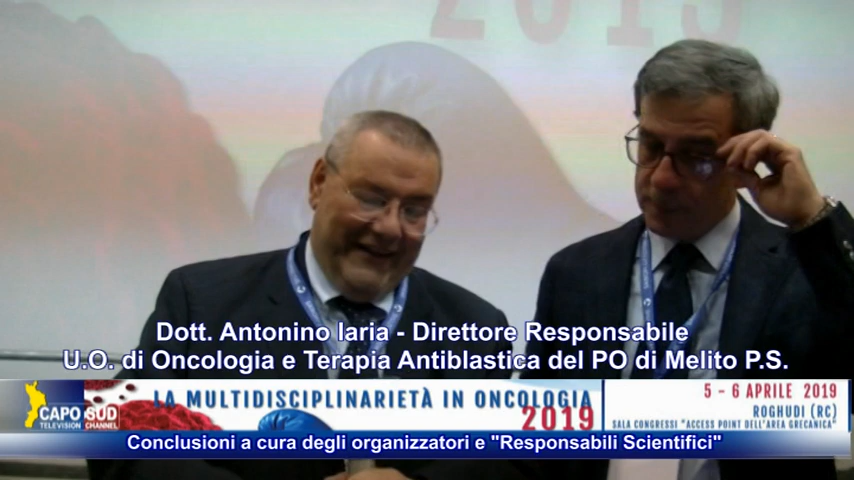 2019
Dott. Antonino Iaria - Direttore Responsabile
U.O. di Oncologia e Terapia Antiblastica del PO di Melito P.S.
CAPO SUD
TELEVISION CHANNEL
LA MULTIDISCIPLINARIETÀ IN ONCOLOGIA
2019
5 - 6 APRILE 2019
ROGHUDI (RC)
SALA CONGRESSI "ACCESS POINT DELL'AREA GRECANICA"
Conclusioni a cura degli organizzatori e "Responsabili Scientifici"